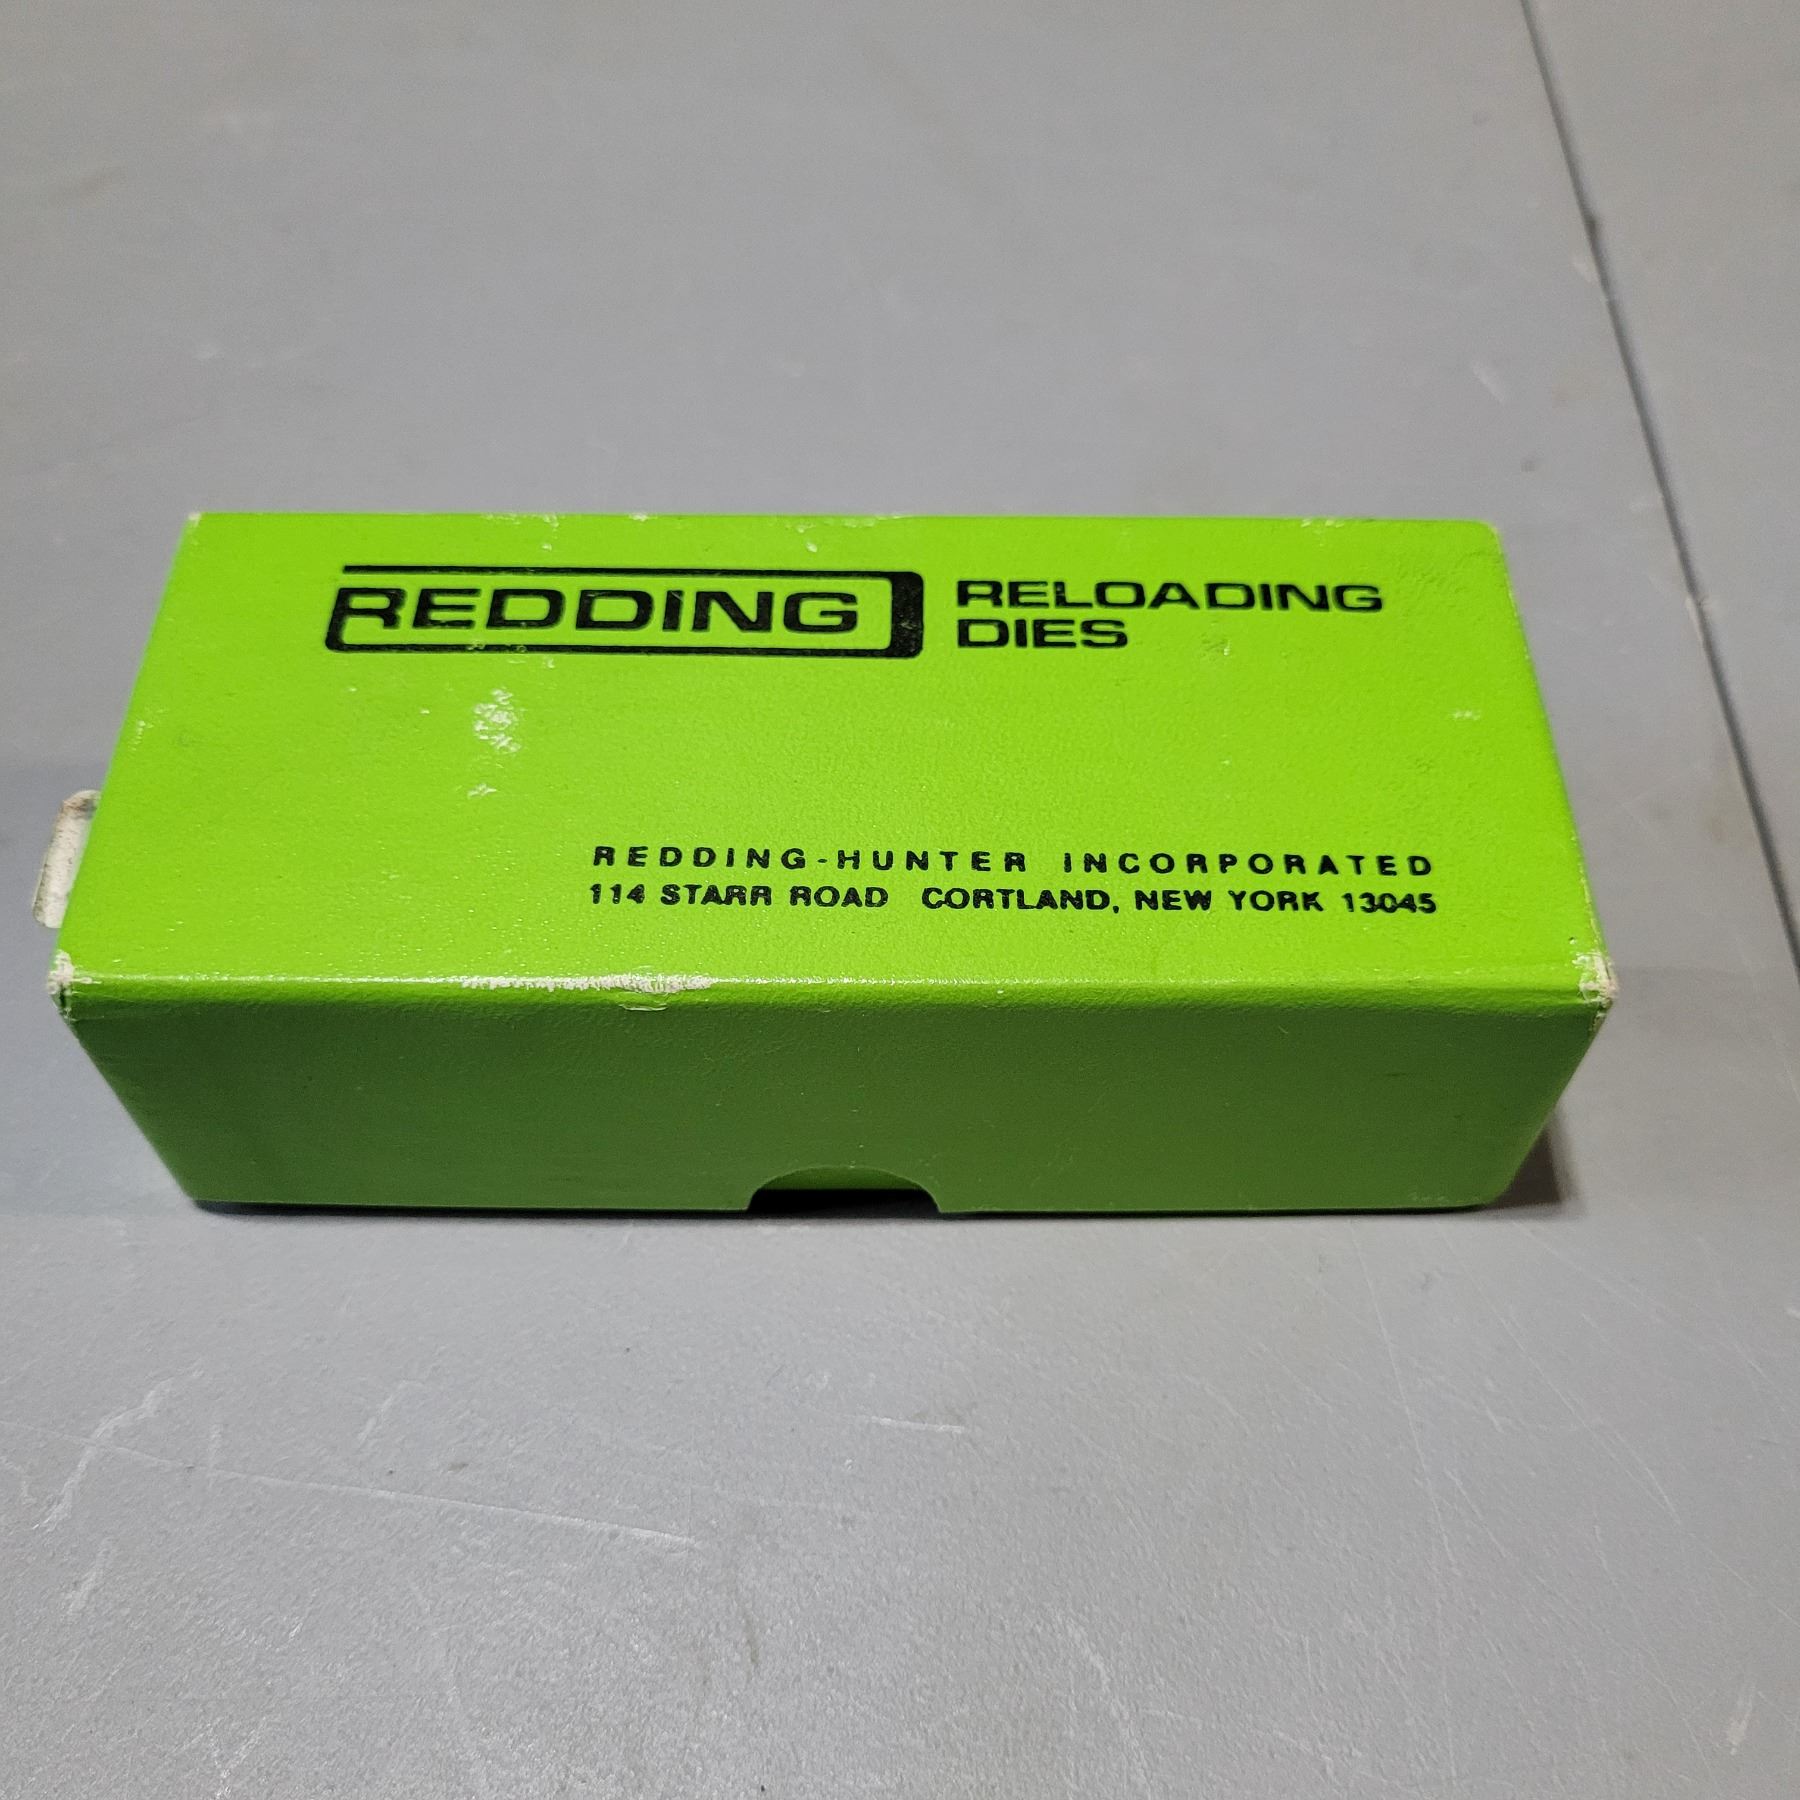 REDDING RELOADING
DIES
REDDING-HUNTER INCORPORATED
114 STARR ROAD CORTLAND, NEW YORK 13045